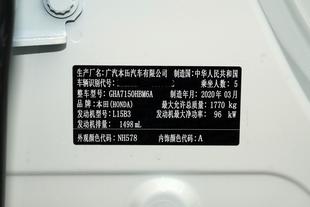 生产厂名：广汽本田汽车有限公司 制造国：中华人民共和国
车辆识别代号： 乘坐人数：5
整车型号：GHA7150HBM6A 制造年月：2020年03月
品牌：本田(HONDA) 最大允许总质量：1770 kg
发动机型号：L15B3 发动机最大净功率：96 kW
发动机排量：1498 mL
外观颜色代码：NH578 内饰颜色代码：A